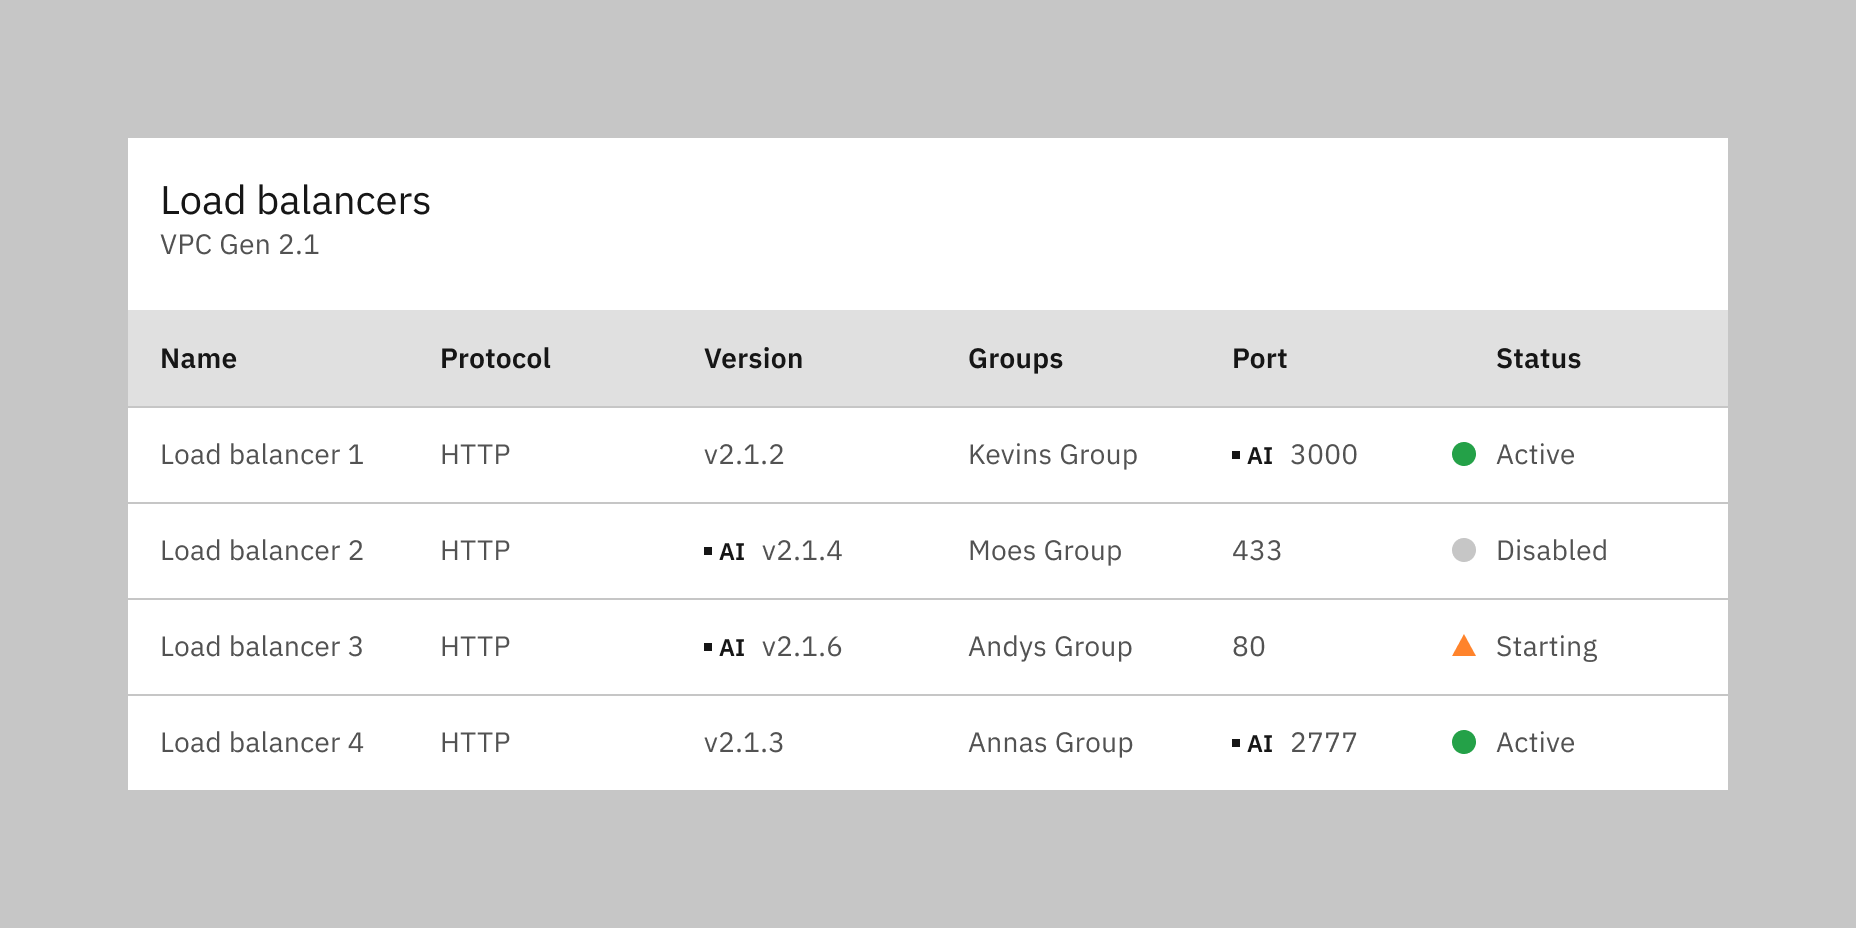 Load balancers
VPC Gen 2.1
Name Protocol Version Groups Port Status
Load balancer 1 HTTP v2.1.2 Kevins Group AI 3000 Active
Load balancer 2 HTTP AI v2.1.4 Moes Group 433 Disabled
Load balancer 3 HTTP AI v2.1.6 Andys Group 80 Starting
Load balancer 4 HTTP v2.1.3 Annas Group AI 2777 Active